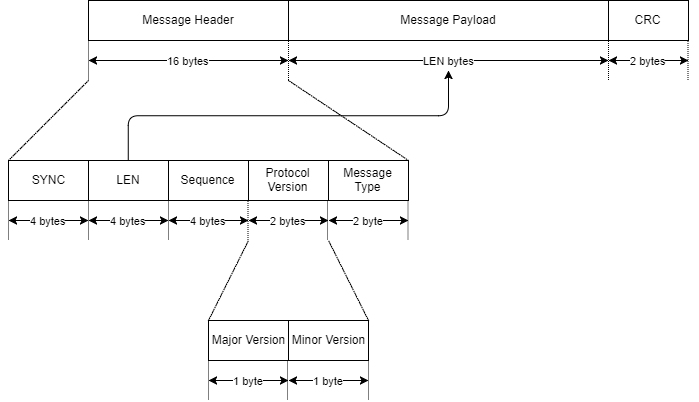 Message Header
Message Payload
CRC
16 bytes
LEN bytes
2 bytes
SYNC
LEN
Sequence
Protocol
Version
Message
Type
4 bytes
4 bytes
4 bytes
2 bytes
2 byte
Major Version
Minor Version
1 byte
1 byte